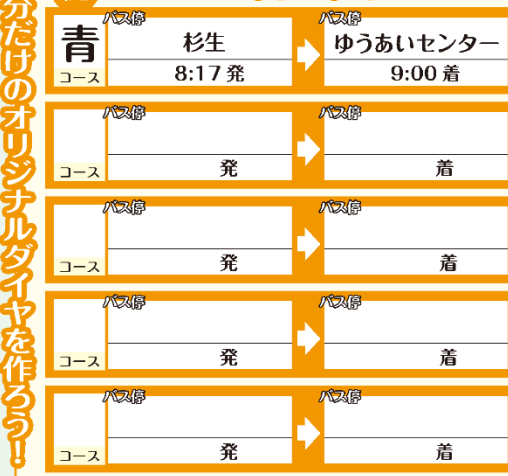 分だけのオリジナルダイヤを作ろう!
青
コース
バス停
杉生
8:17 発
バス停
ゆうあいセンター
9:00 着
コース
バス停
発
バス停
着
コース
バス停
発
バス停
着
コース
バス停
発
バス停
着
コース
バス停
発
バス停
着